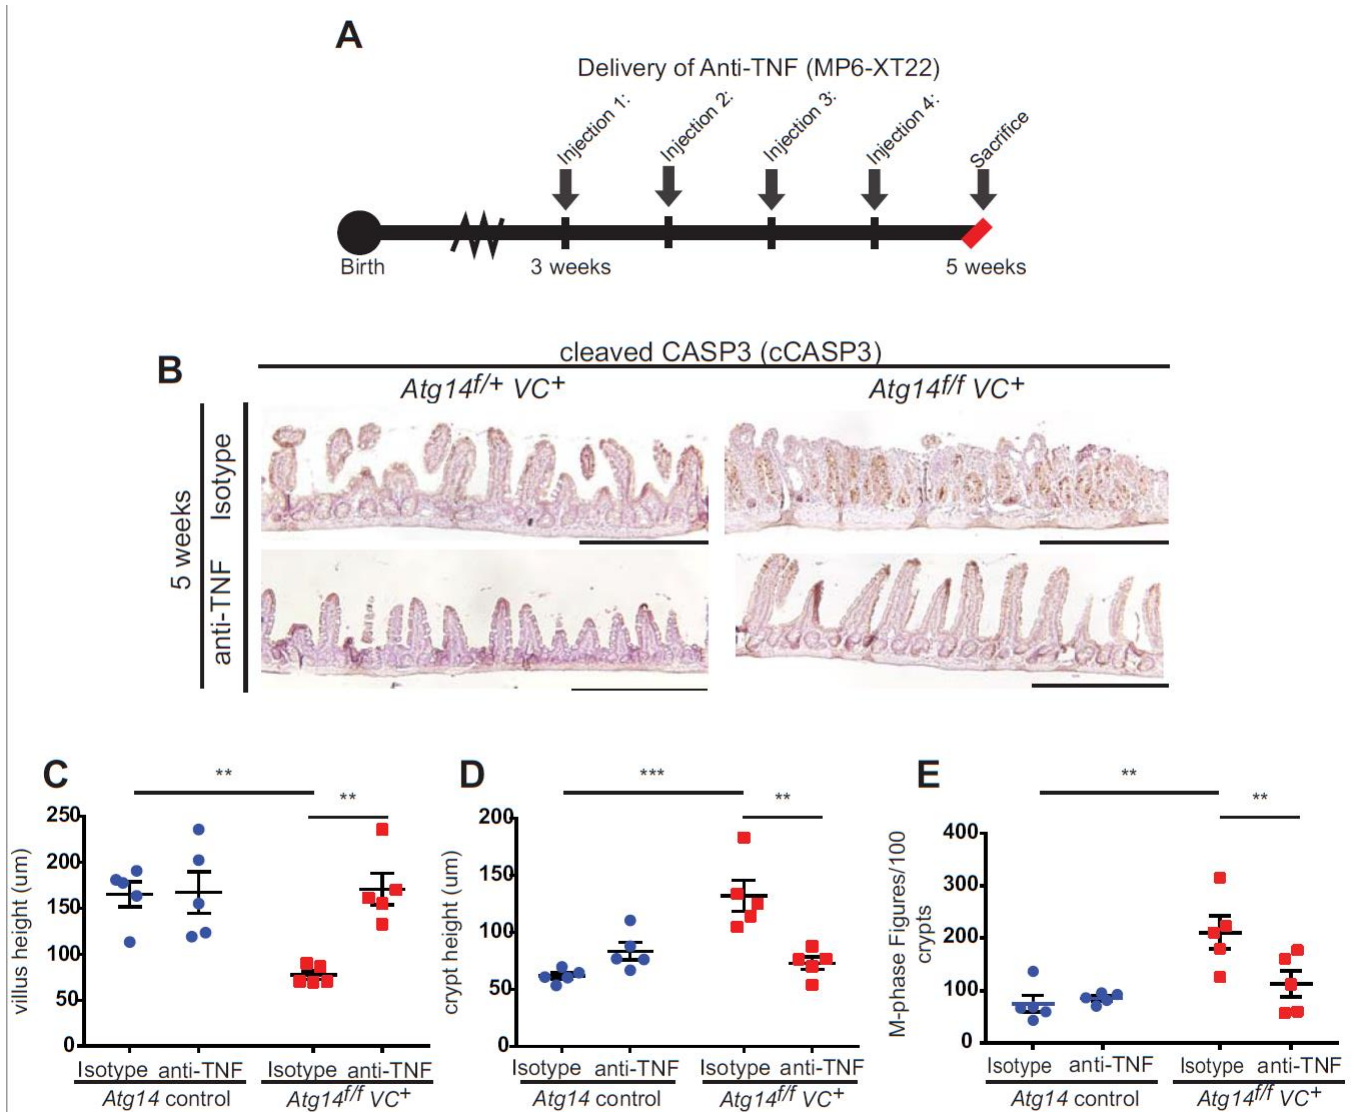 A
Delivery of Anti-TNF (MP6-XT22)
Injection 1:
Injection 2:
Injection 3:
Injection 4:
Sacrifice
Birth
3 weeks
5 weeks
B
cleaved CASP3 (cCASP3)
Atg14f/+ VC+
Atg14f/f VC+
5 weeks
Isotype
anti-TNF
C
**
**
villus height (um)
250
200
150
100
50
0
Isotype anti-TNF
Isotype anti-TNF
Atg14 control
Atg14f/f VC+
D
***
**
crypt height (um)
200
150
100
50
0
Isotype anti-TNF
Isotype anti-TNF
Atg14 control
Atg14f/f VC+
E
**
**
M-phase Figures/100
crypts
400
300
200
100
0
Isotype anti-TNF
Isotype anti-TNF
Atg14 control
Atg14f/f VC+